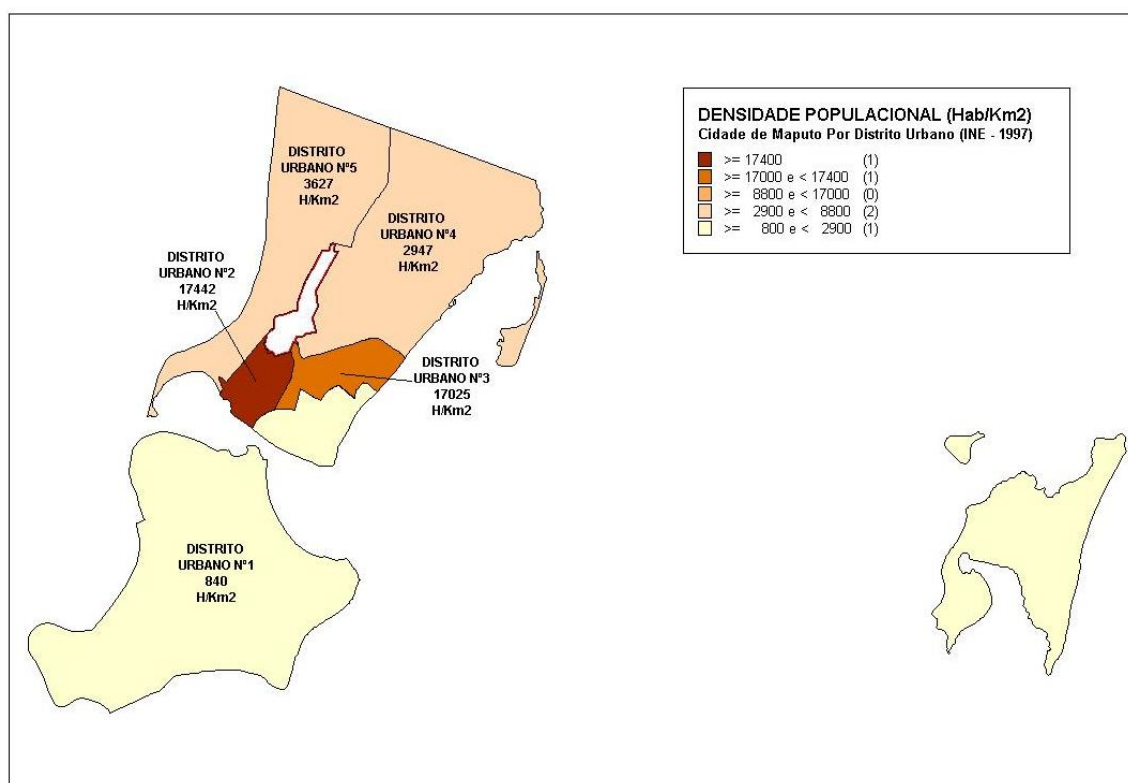 DENSIDADE POPULACIONAL (Hab/Km2)
Cidade de Maputo Por Distrito Urbano (INE - 1997)
>= 17400 (1)
>= 17000 e < 17400 (1)
>= 8800 e < 17000 (0)
>= 2900 e < 8800 (2)
>= 800 e < 2900 (1)
DISTRITO
URBANO Nº5
3627
H/Km2
DISTRITO
URBANO Nº4
2947
H/Km2
DISTRITO
URBANO Nº2
17442
H/Km2
DISTRITO
URBANO Nº3
17025
H/Km2
DISTRITO
URBANO Nº1
840
H/Km2